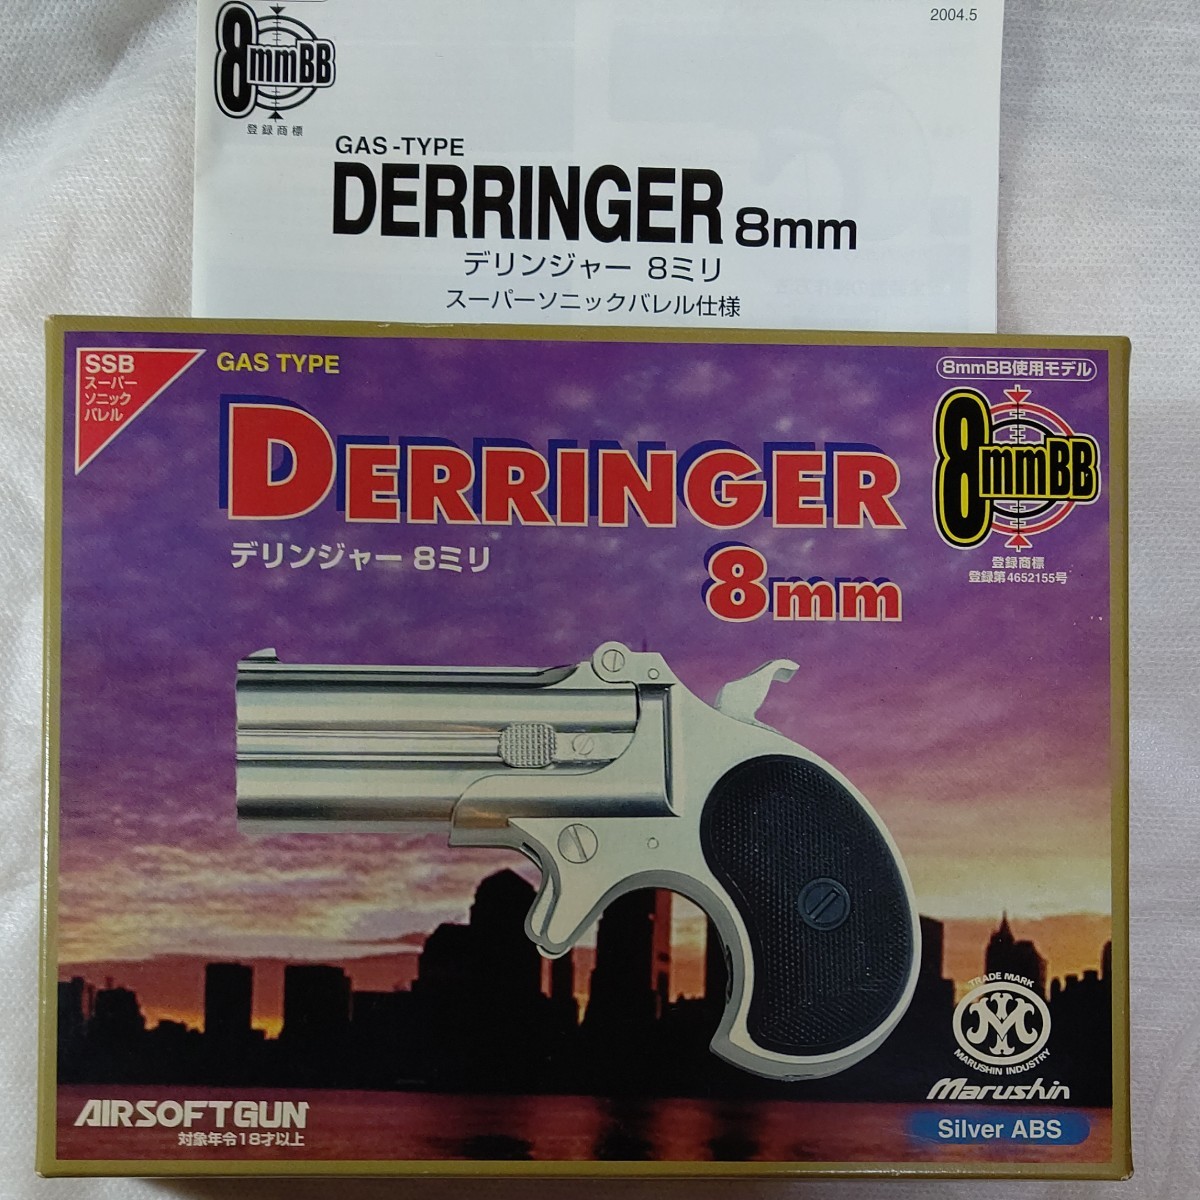 2004.5
8mmBB
登録商標
GAS-TYPE
DERRINGER 8mm
デリンジャー 8ミリ
スーパーソニックバレル仕様
SSB
スーパー
ソニック
バレル
GAS TYPE
8mmBB使用モデル
DERRINGER
8mmBB
デリンジャー 8ミリ
8mm
登録商標
登録第4652155号
TRADE MARK
MARUSHIN INDUSTRY
Marushin
AIRSOFTGUN
対象年令18才以上
Silver ABS